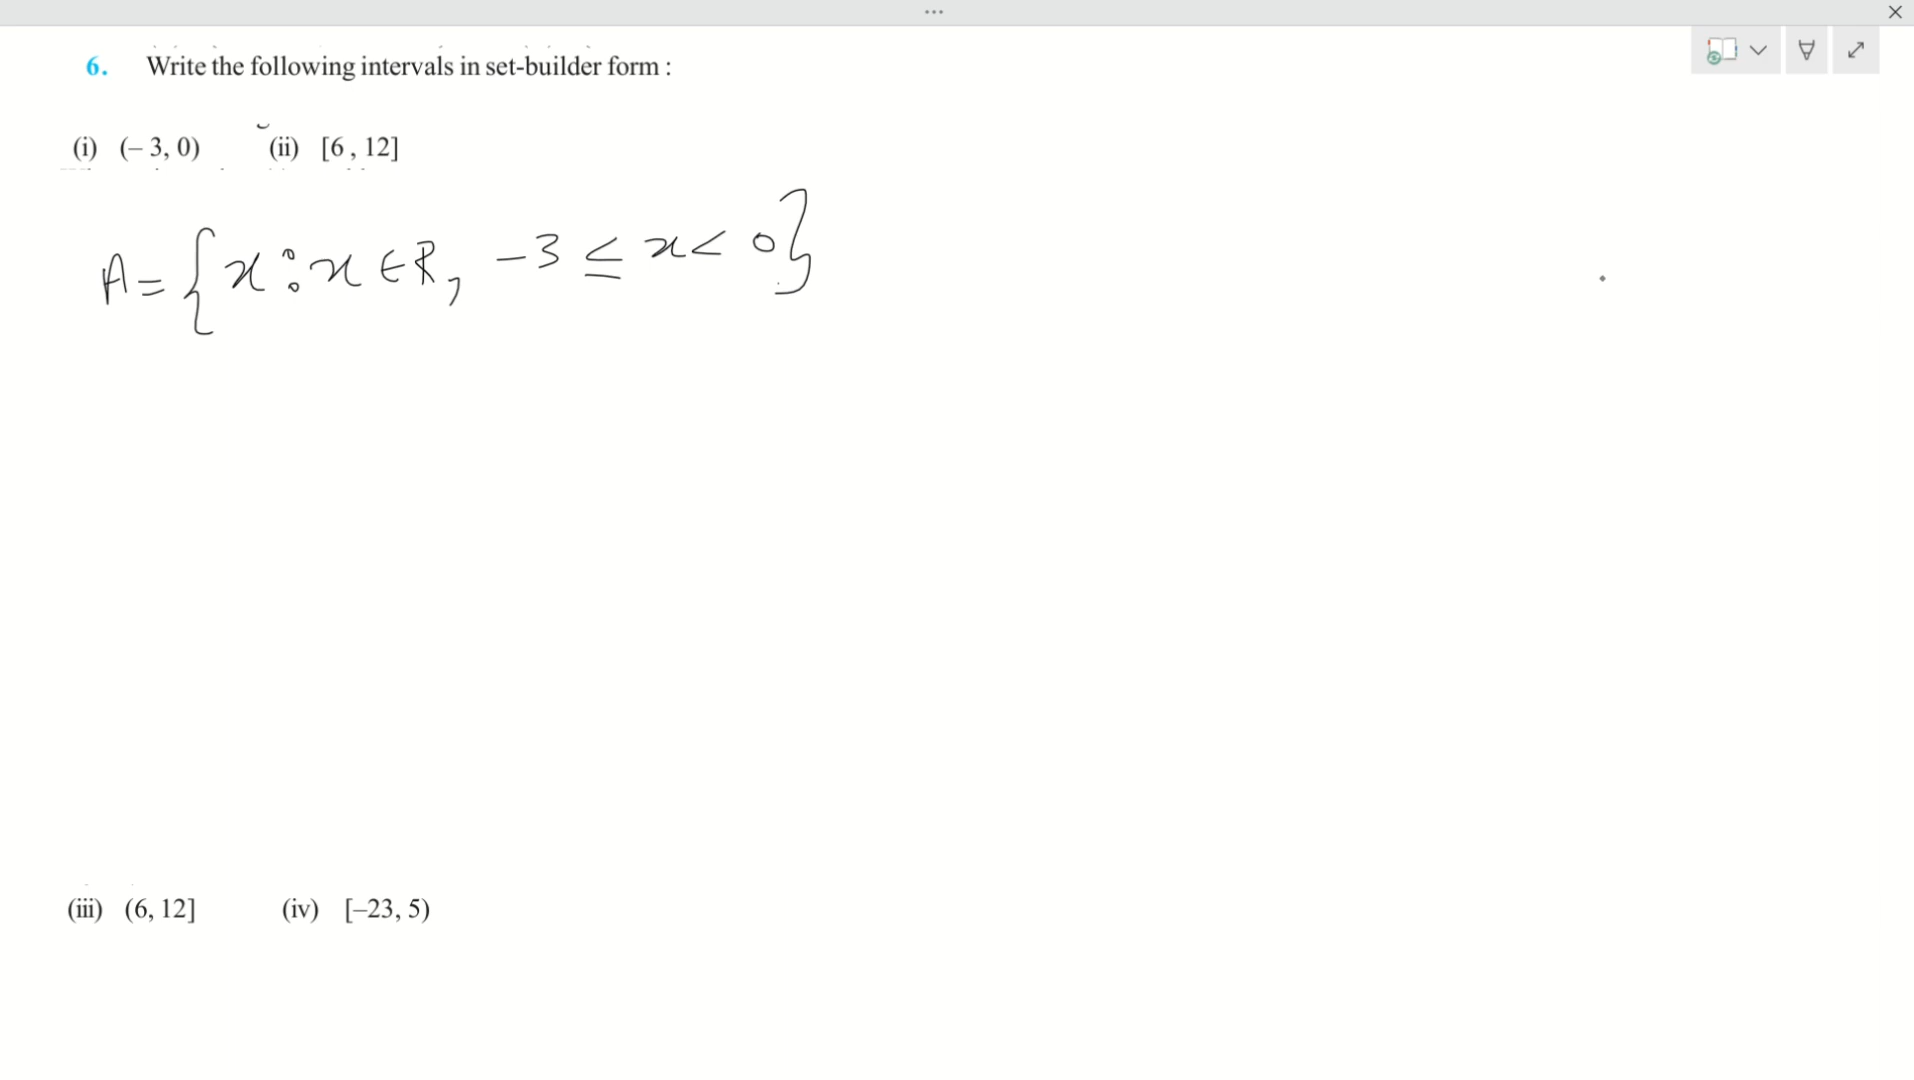 6. Write the following intervals in set-builder form :
(i) (– 3, 0) (ii) [6 , 12]
A = {x : x ∈ R, -3 ≤ x < 0}
(iii) (6, 12] (iv) [–23, 5)